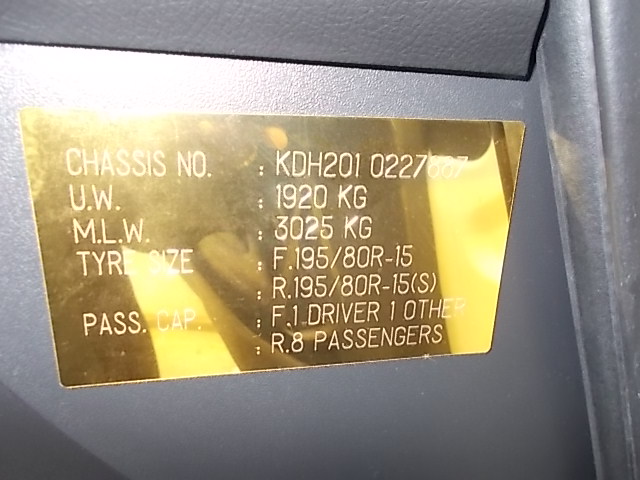 CHASSIS NO. : KDH201 0227687
U.W. : 1920 KG
M.L.W. : 3025 KG
TYRE SIZE : F.195/80R-15
: R.195/80R-15(S)
PASS. CAP. : F.1 DRIVER 1 OTHER
: R.8 PASSENGERS